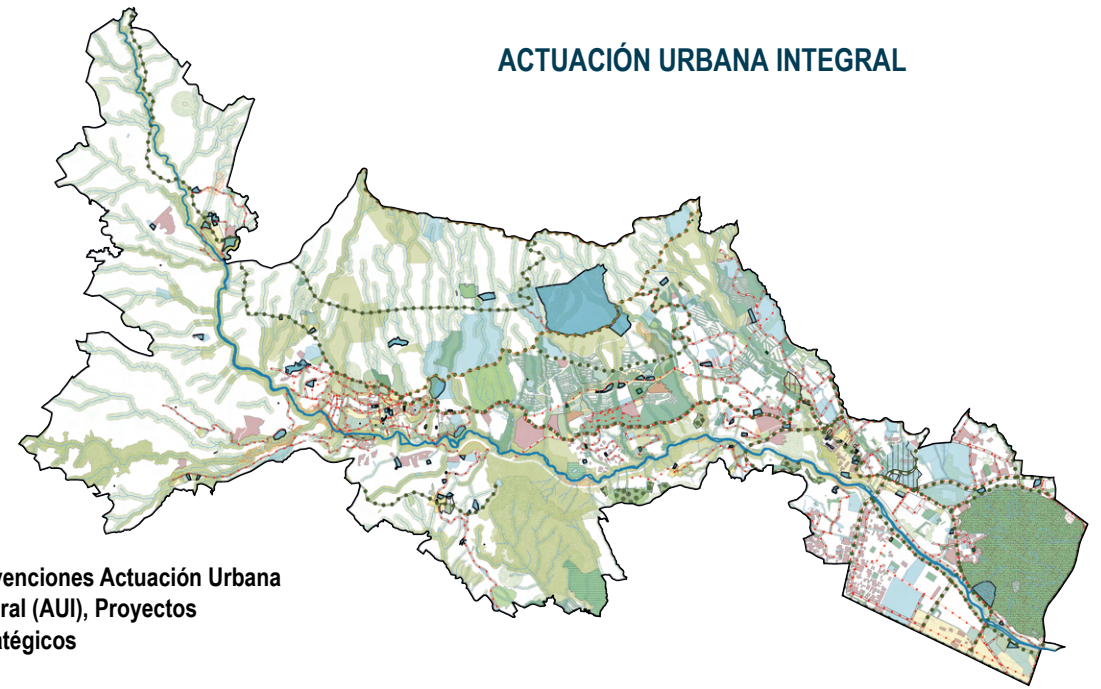 ACTUACIÓN URBANA INTEGRAL
venciones Actuación Urbana
ral (AUI), Proyectos
atégicos